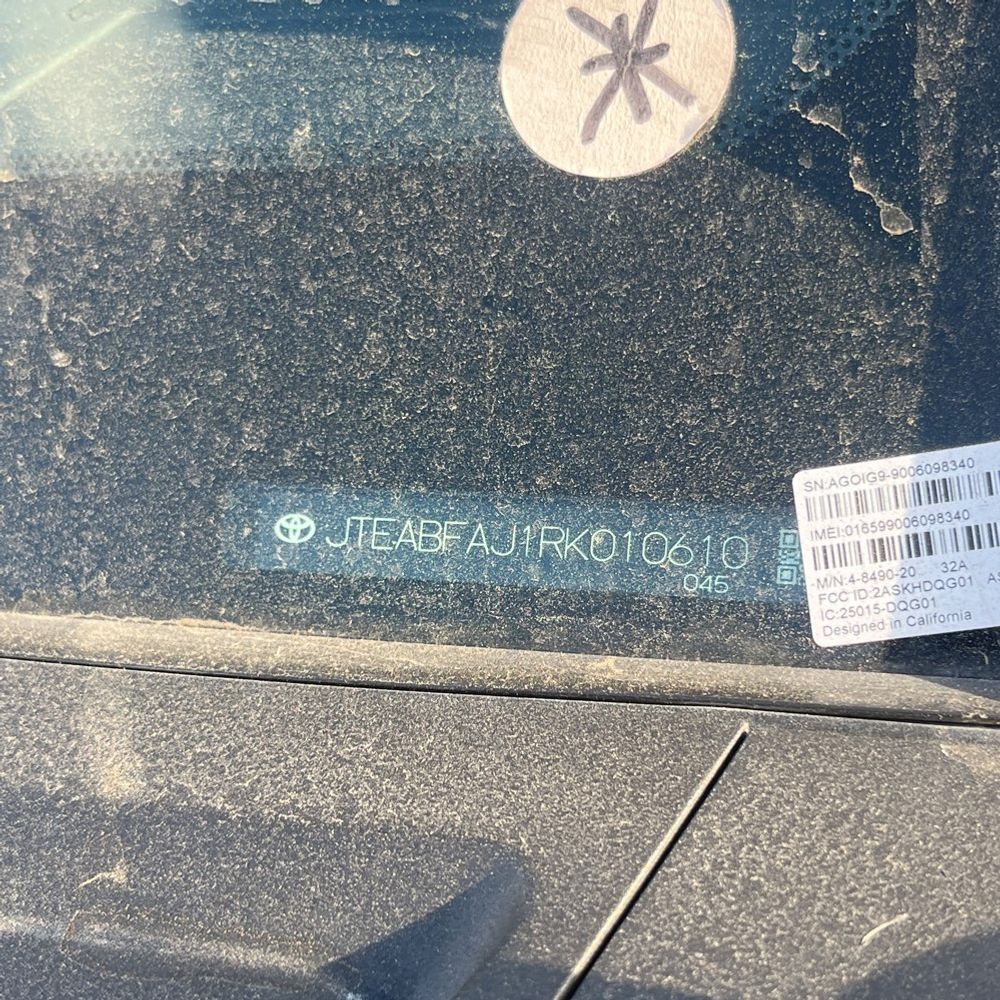 SN:AGOIG9-9006098340
IMEI:016599006098340
JTEABFAJ1RK010610
045
M/N:4-8490-20 32A
FCC ID:2ASKHDQG01
IC:25015-DQG01
Designed in California